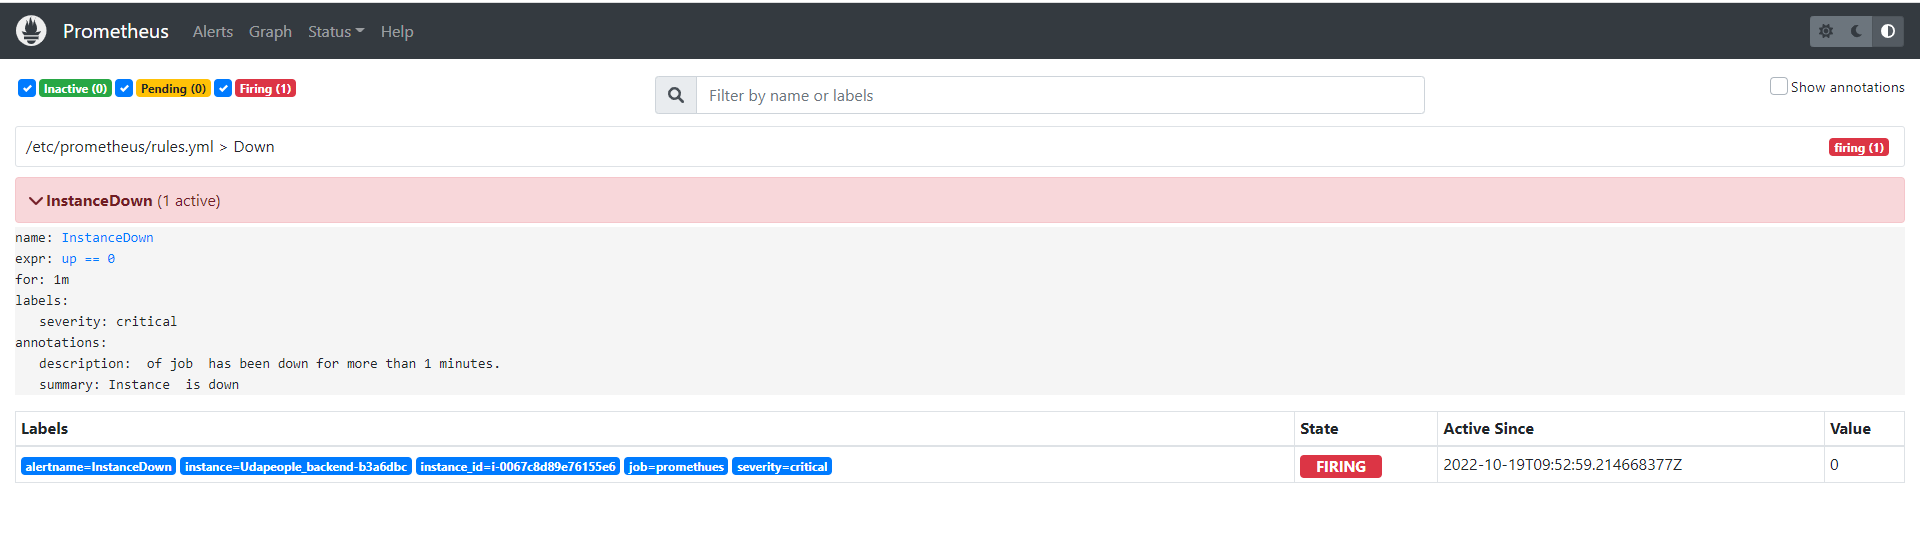 Prometheus Alerts Graph Status Help
Inactive (0) Pending (0) Firing (1) Filter by name or labels Show annotations
/etc/prometheus/rules.yml > Down firing (1)
InstanceDown (1 active)
name: InstanceDown
expr: up == 0
for: 1m
labels:
severity: critical
annotations:
description:  of job  has been down for more than 1 minutes.
summary: Instance  is down
Labels State Active Since Value
alertname=InstanceDown instance=Udapeople_backend-b3a6dbc instance_id=i-0067c8d89e76155e6 job=promethues severity=critical FIRING 2022-10-19T09:52:59.214668377Z 0